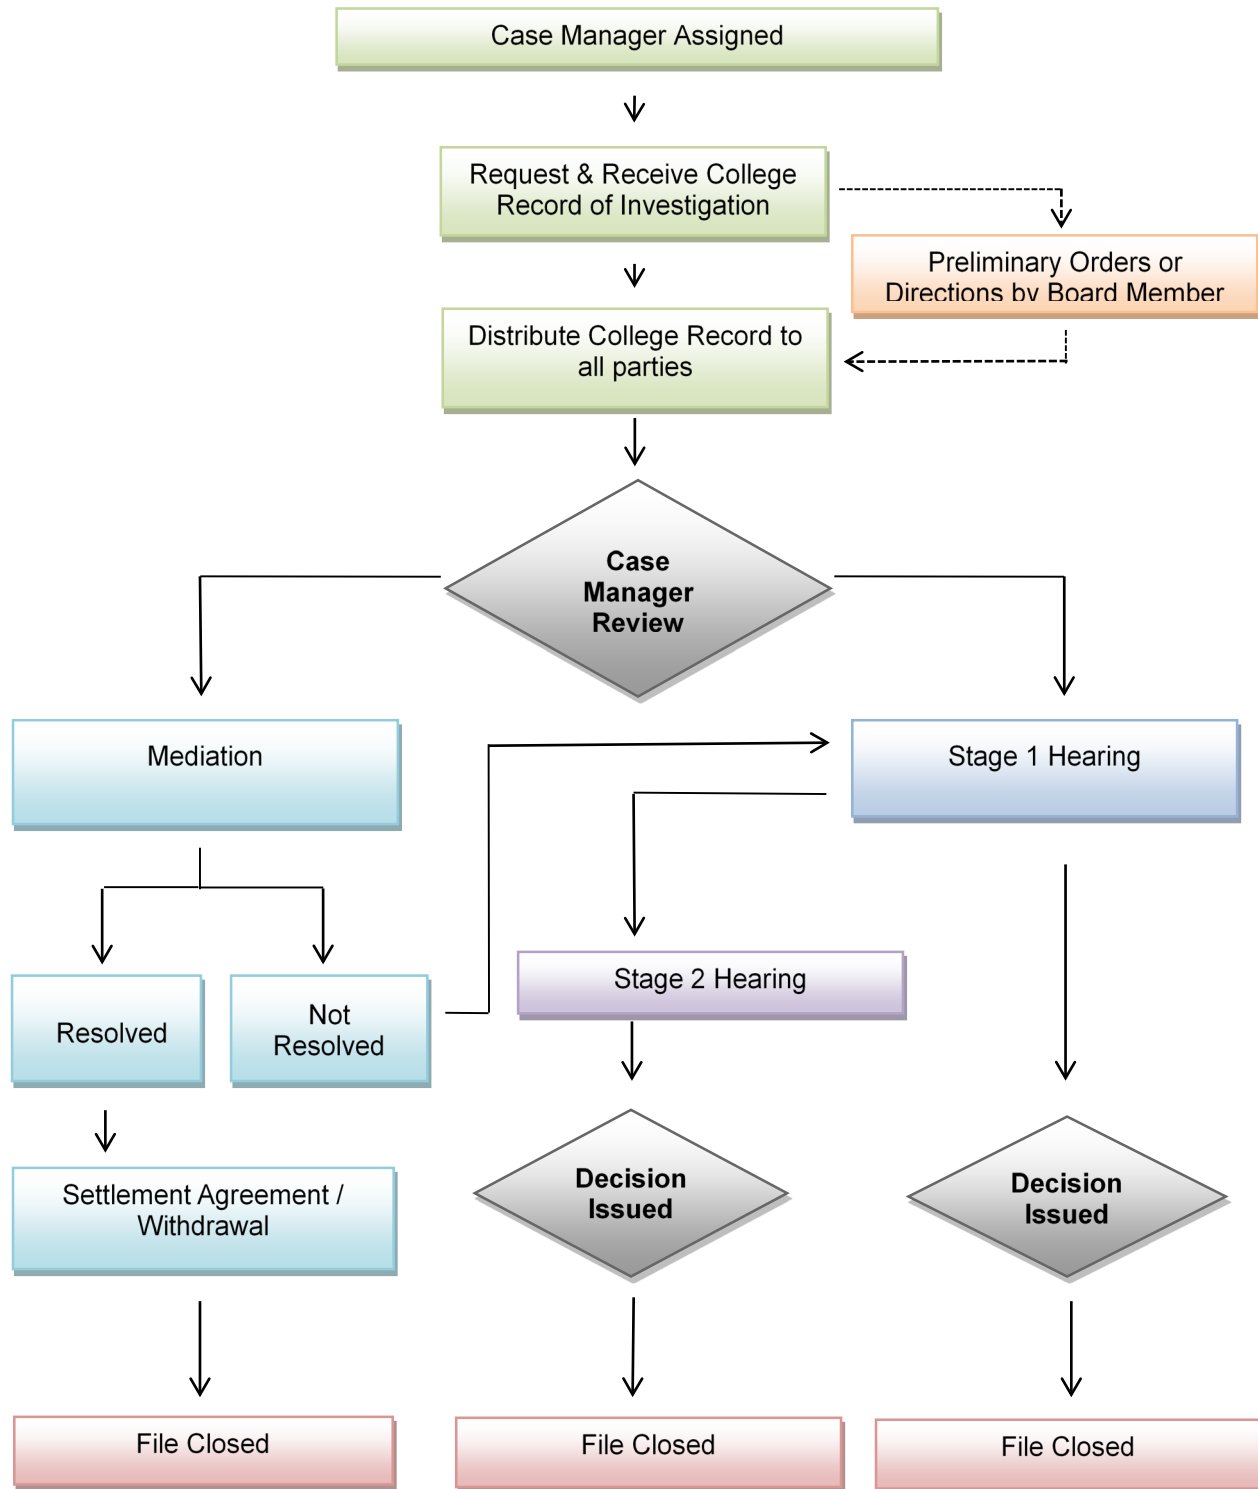 Case Manager Assigned
Request & Receive College
Record of Investigation
Preliminary Orders or
Directions by Board Member
Distribute College Record to
all parties
Case
Manager
Review
Mediation
Stage 1 Hearing
Stage 2 Hearing
Resolved
Not
Resolved
Settlement Agreement /
Withdrawal
Decision
Issued
Decision
Issued
File Closed
File Closed
File Closed